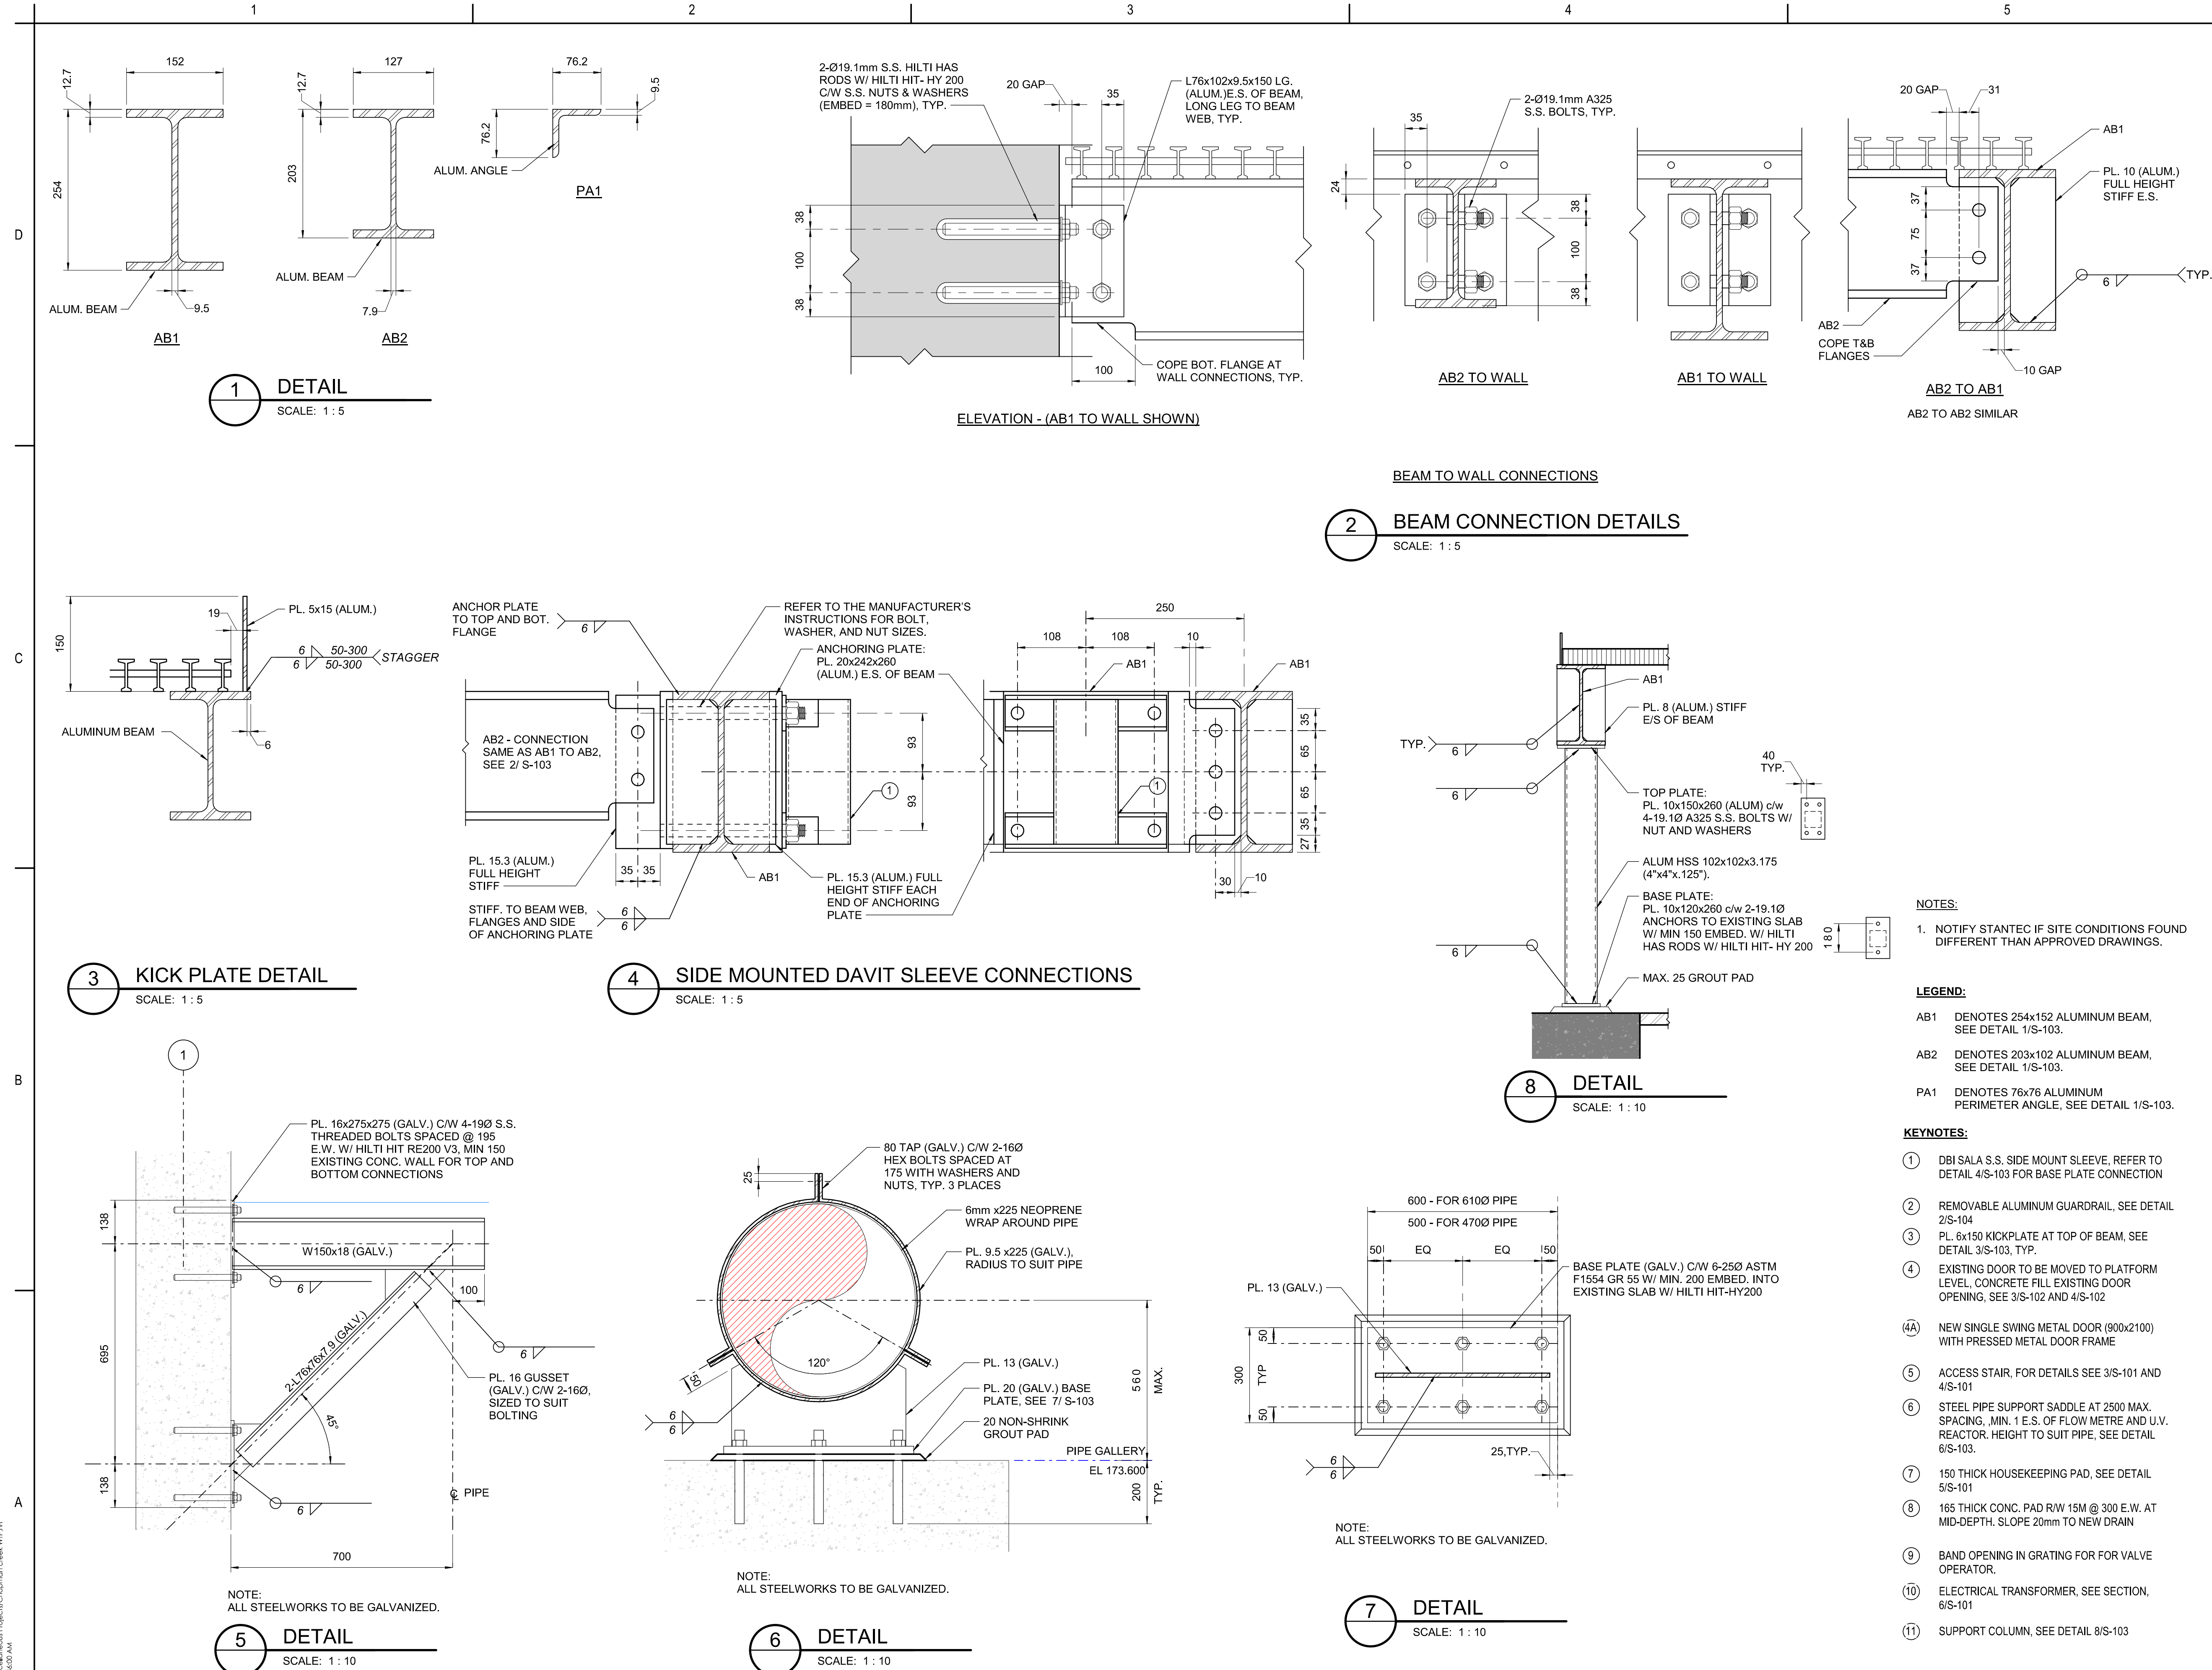 1
2
3
4
5
D
C
B
A
152
12.7
254
ALUM. BEAM
9.5
AB1
127
12.7
203
ALUM. BEAM
7.9
AB2
76.2
9.5
76.2
ALUM. ANGLE
PA1
1
DETAIL
SCALE: 1 : 5
2-Ø19.1mm S.S. HILTI HAS
RODS W/ HILTI HIT- HY 200
C/W S.S. NUTS & WASHERS
(EMBED = 180mm), TYP.
20 GAP
35
L76x102x9.5x150 LG.
(ALUM.)E.S. OF BEAM,
LONG LEG TO BEAM
WEB, TYP.
38
100
38
100
COPE BOT. FLANGE AT
WALL CONNECTIONS, TYP.
ELEVATION - (AB1 TO WALL SHOWN)
2-Ø19.1mm A325
S.S. BOLTS, TYP.
35
24
38
100
38
AB2 TO WALL
AB1 TO WALL
20 GAP
31
AB1
PL. 10 (ALUM.)
FULL HEIGHT
STIFF E.S.
37
75
37
6
TYP.
AB2
COPE T&B
FLANGES
10 GAP
AB2 TO AB1
AB2 TO AB2 SIMILAR
BEAM TO WALL CONNECTIONS
2
BEAM CONNECTION DETAILS
SCALE: 1 : 5
150
19
PL. 5x15 (ALUM.)
6 50-300
6 50-300
STAGGER
ALUMINUM BEAM
6
3
KICK PLATE DETAIL
SCALE: 1 : 5
ANCHOR PLATE
TO TOP AND BOT.
FLANGE
6
REFER TO THE MANUFACTURER'S
INSTRUCTIONS FOR BOLT,
WASHER, AND NUT SIZES.
ANCHORING PLATE:
PL. 20x242x260
(ALUM.) E.S. OF BEAM
AB2 - CONNECTION
SAME AS AB1 TO AB2,
SEE 2/ S-103
93
93
1
PL. 15.3 (ALUM.)
FULL HEIGHT
STIFF
35
35
AB1
STIFF. TO BEAM WEB,
FLANGES AND SIDE
OF ANCHORING PLATE
6
6
PL. 15.3 (ALUM.) FULL
HEIGHT STIFF EACH
END OF ANCHORING
PLATE
250
108
108
10
AB1
AB1
1
35
65
65
35
27
30
10
4
SIDE MOUNTED DAVIT SLEEVE CONNECTIONS
SCALE: 1 : 5
AB1
PL. 8 (ALUM.) STIFF
E/S OF BEAM
TYP.
6
6
40
TYP.
TOP PLATE:
PL. 10x150x260 (ALUM) c/w
4-19.1Ø A325 S.S. BOLTS W/
NUT AND WASHERS
ALUM HSS 102x102x3.175
(4"x4"x.125").
BASE PLATE:
PL. 10x120x260 c/w 2-19.1Ø
ANCHORS TO EXISTING SLAB
W/ MIN 150 EMBED. W/ HILTI
HAS RODS W/ HILTI HIT- HY 200
180
6
MAX. 25 GROUT PAD
8
DETAIL
SCALE: 1 : 10
1
PL. 16x275x275 (GALV.) C/W 4-19Ø S.S.
THREADED BOLTS SPACED @ 195
E.W. W/ HILTI HIT RE200 V3, MIN 150
EXISTING CONC. WALL FOR TOP AND
BOTTOM CONNECTIONS
138
W150x18 (GALV.)
6
100
695
2-L76x76x7.9 (GALV.)
6
PL. 16 GUSSET
(GALV.) C/W 2-16Ø,
SIZED TO SUIT
BOLTING
45°
138
6
℄ PIPE
700
NOTE:
ALL STEELWORKS TO BE GALVANIZED.
5
DETAIL
SCALE: 1 : 10
80 TAP (GALV.) C/W 2-16Ø
HEX BOLTS SPACED AT
175 WITH WASHERS AND
NUTS, TYP. 3 PLACES
25
6mm x225 NEOPRENE
WRAP AROUND PIPE
PL. 9.5 x225 (GALV.),
RADIUS TO SUIT PIPE
120°
50
PL. 13 (GALV.)
PL. 20 (GALV.) BASE
PLATE, SEE 7/ S-103
20 NON-SHRINK
GROUT PAD
6
6
560
MAX.
PIPE GALLERY
EL 173.600
200
TYP.
NOTE:
ALL STEELWORKS TO BE GALVANIZED.
6
DETAIL
SCALE: 1 : 10
600 - FOR 610Ø PIPE
500 - FOR 470Ø PIPE
50
EQ
EQ
50
BASE PLATE (GALV.) C/W 6-25Ø ASTM
F1554 GR 55 W/ MIN. 200 EMBED. INTO
EXISTING SLAB W/ HILTI HIT-HY200
PL. 13 (GALV.)
300
50
TYP
50
25,TYP.
6
6
NOTE:
ALL STEELWORKS TO BE GALVANIZED.
7
DETAIL
SCALE: 1 : 10
NOTES:
1. NOTIFY STANTEC IF SITE CONDITIONS FOUND
DIFFERENT THAN APPROVED DRAWINGS.
LEGEND:
AB1 DENOTES 254x152 ALUMINUM BEAM,
SEE DETAIL 1/S-103.
AB2 DENOTES 203x102 ALUMINUM BEAM,
SEE DETAIL 1/S-103.
PA1 DENOTES 76x76 ALUMINUM
PERIMETER ANGLE, SEE DETAIL 1/S-103.
KEYNOTES:
1 DBI SALA S.S. SIDE MOUNT SLEEVE, REFER TO
DETAIL 4/S-103 FOR BASE PLATE CONNECTION
2 REMOVABLE ALUMINUM GUARDRAIL, SEE DETAIL
2/S-104
3 PL. 6x150 KICKPLATE AT TOP OF BEAM, SEE
DETAIL 3/S-103, TYP.
4 EXISTING DOOR TO BE MOVED TO PLATFORM
LEVEL, CONCRETE FILL EXISTING DOOR
OPENING, SEE 3/S-102 AND 4/S-102
4A NEW SINGLE SWING METAL DOOR (900x2100)
WITH PRESSED METAL DOOR FRAME
5 ACCESS STAIR, FOR DETAILS SEE 3/S-101 AND
4/S-101
6 STEEL PIPE SUPPORT SADDLE AT 2500 MAX.
SPACING, ,MIN. 1 E.S. OF FLOW METRE AND U.V.
REACTOR. HEIGHT TO SUIT PIPE, SEE DETAIL
6/S-103.
7 150 THICK HOUSEKEEPING PAD, SEE DETAIL
5/S-101
8 165 THICK CONC. PAD R/W 15M @ 300 E.W. AT
MID-DEPTH. SLOPE 20mm TO NEW DRAIN
9 BAND OPENING IN GRATING FOR FOR VALVE
OPERATOR.
10 ELECTRICAL TRANSFORMER, SEE SECTION,
6/S-101
11 SUPPORT COLUMN, SEE DETAIL 8/S-103